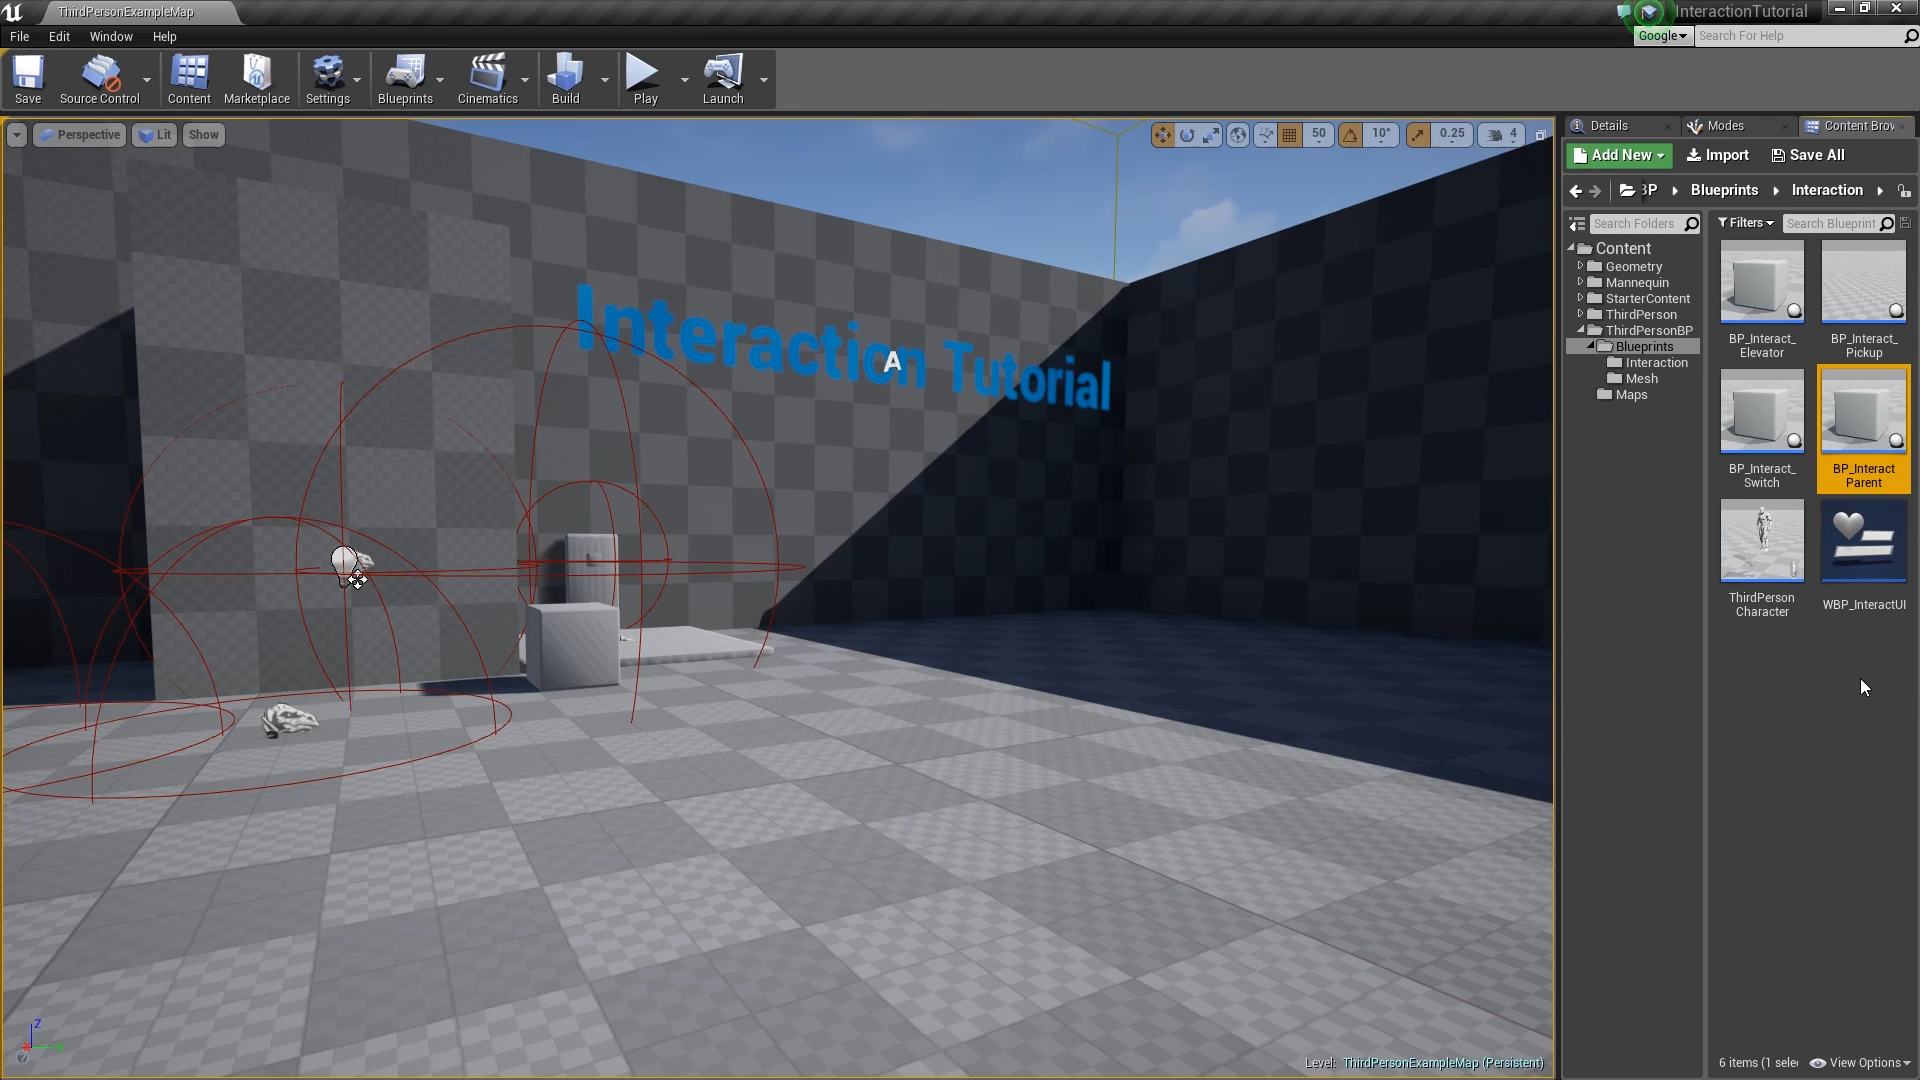 ThirdPersonExampleMap
InteractionTutorial
File Edit Window Help
Google
Search For Help
Save
Source Control
Content
Marketplace
Settings
Blueprints
Cinematics
Build
Play
Launch
Perspective
Lit
Show
50
10°
0.25
4
Interaction Tutorial
A
Z
X
Y
Level: ThirdPersonExampleMap (Persistent)
Details
Modes
Content Brow
Add New
Import
Save All
BP
Blueprints
Interaction
Search Folders
Filters
Search Blueprint
Content
Geometry
Mannequin
StarterContent
ThirdPerson
ThirdPersonBP
Blueprints
Interaction
Mesh
Maps
BP_Interact_
Elevator
BP_Interact_
Pickup
BP_Interact_
Switch
BP_Interact
Parent
ThirdPerson
Character
WBP_InteractUI
6 items (1 selec
View Options